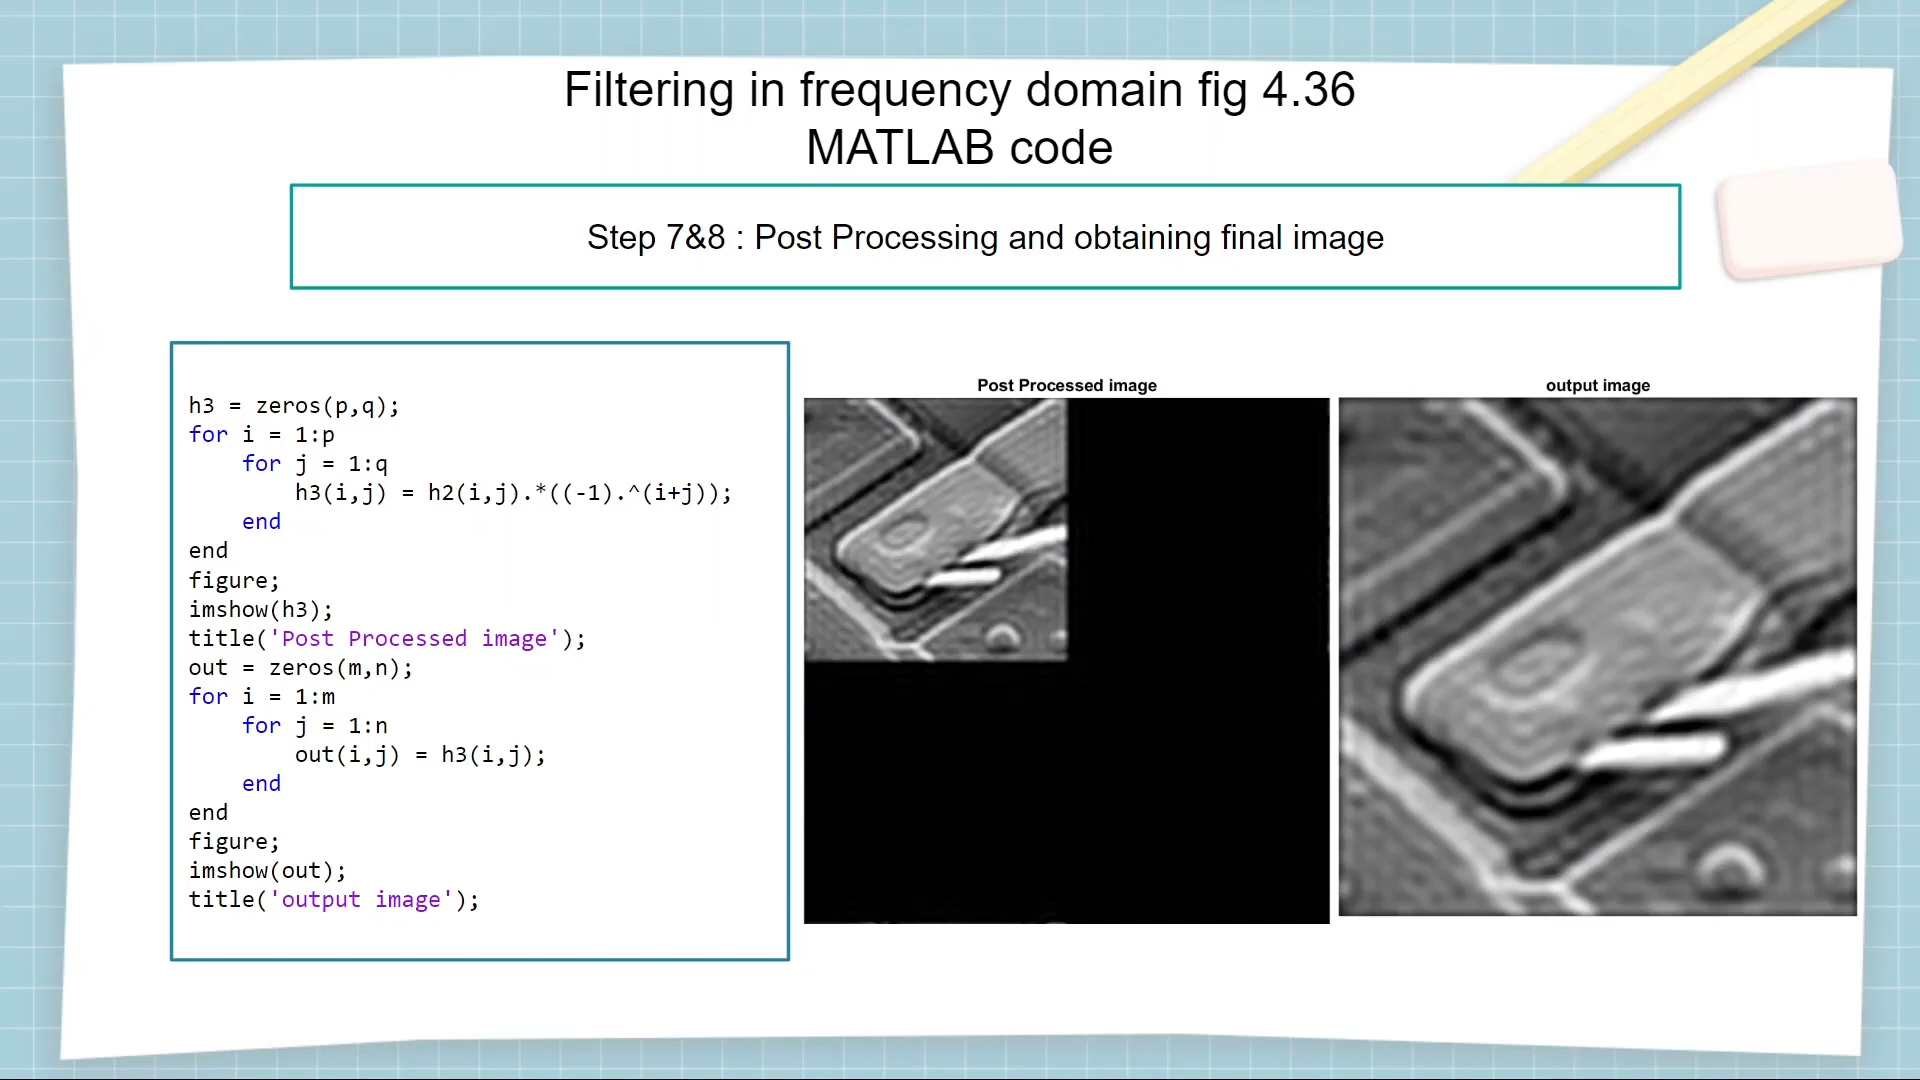 Filtering in frequency domain fig 4.36
MATLAB code
Step 7&8 : Post Processing and obtaining final image
h3 = zeros(p,q);
for i = 1:p
    for j = 1:q
        h3(i,j) = h2(i,j).*((-1).^(i+j));
    end
end
figure;
imshow(h3);
title('Post Processed image');
out = zeros(m,n);
for i = 1:m
    for j = 1:n
        out(i,j) = h3(i,j);
    end
end
figure;
imshow(out);
title('output image');
Post Processed image
output image